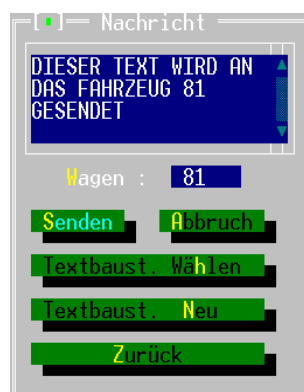 Nachricht
DIESER TEXT WIRD AN
DAS FAHRZEUG 81
GESENDET
Wagen : 81
Senden Abbruch
Textbaust. Wählen
Textbaust. Neu
Zurück